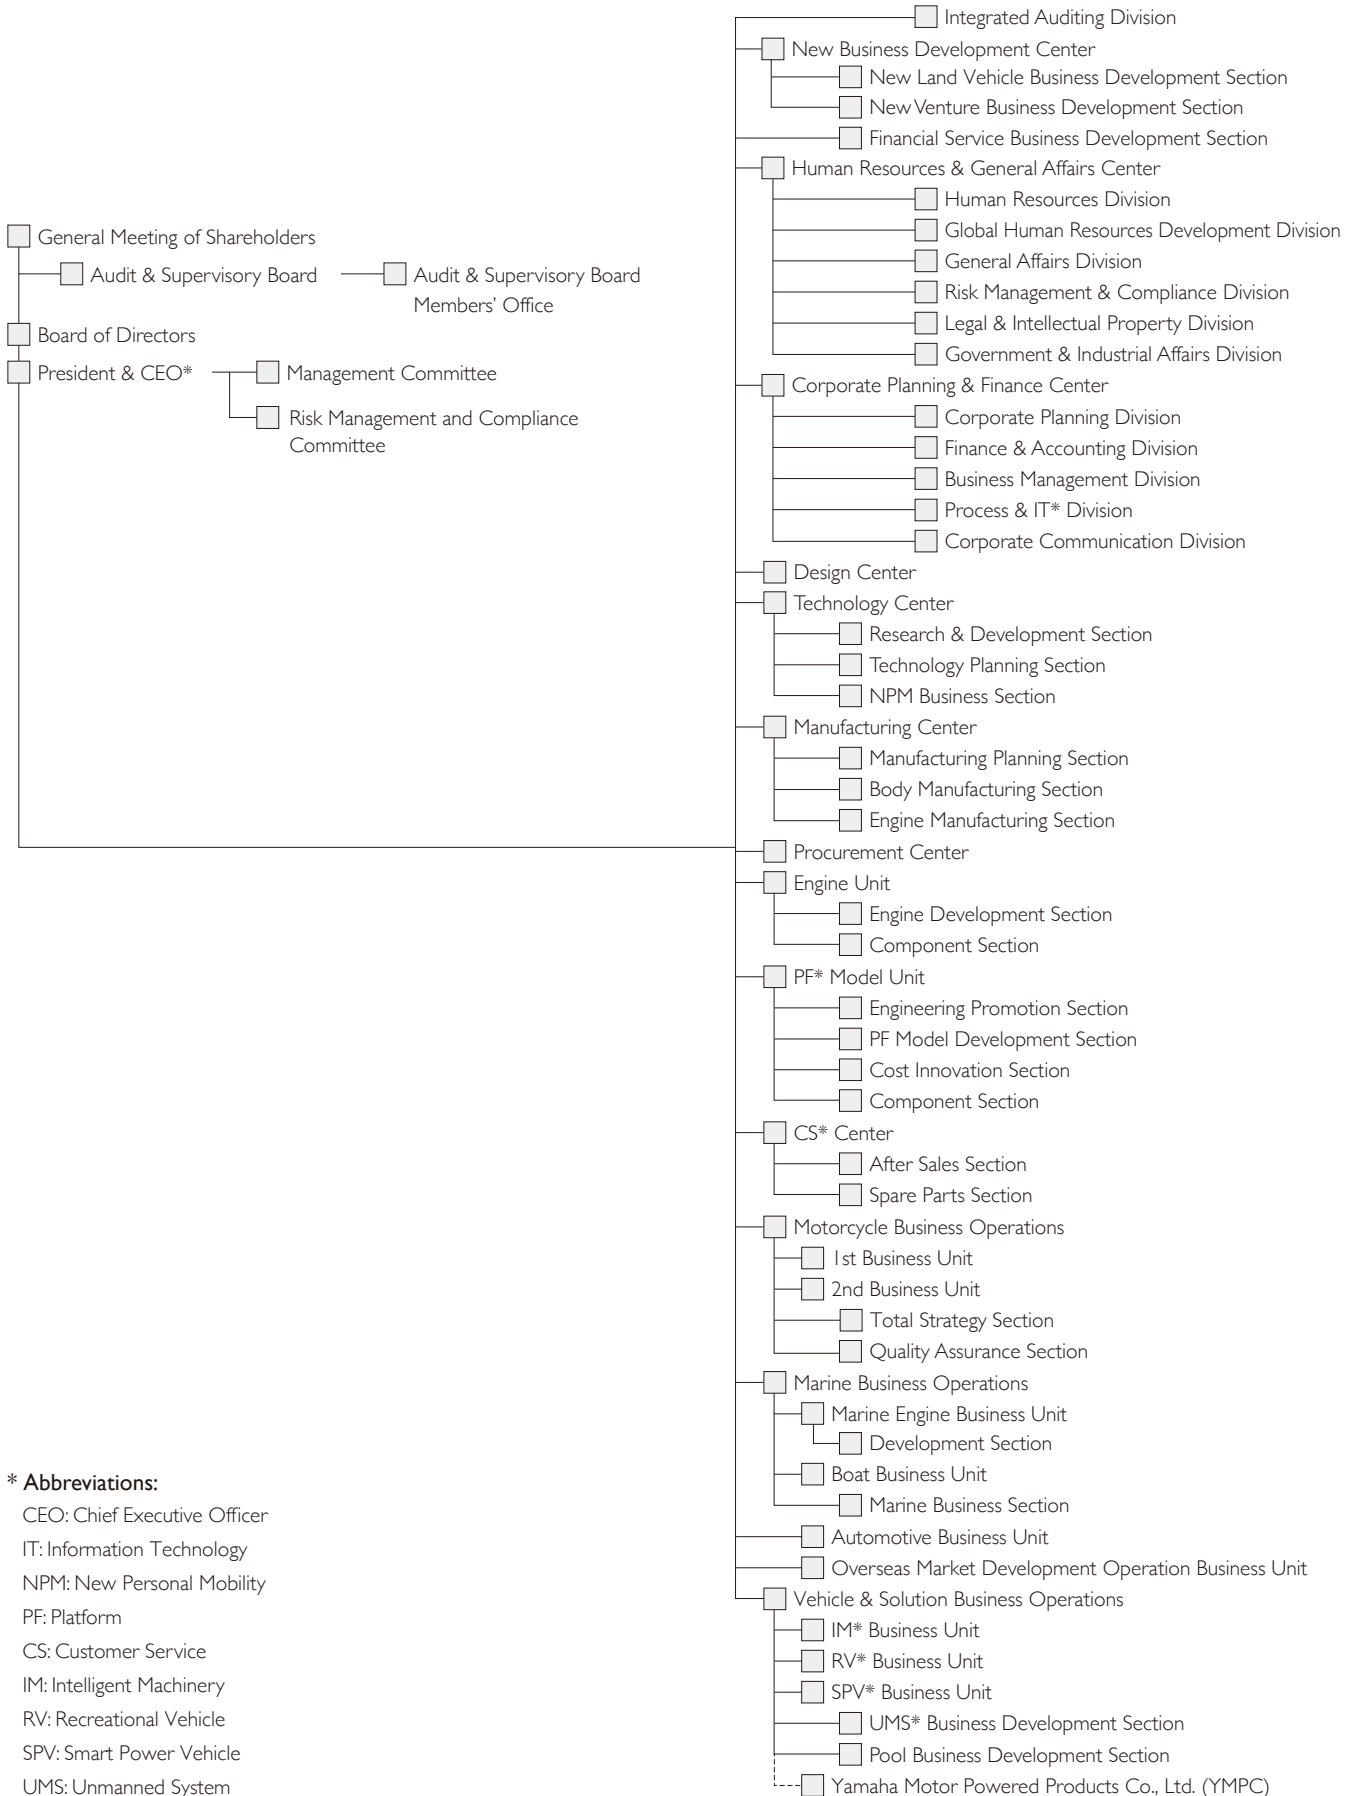 General Meeting of Shareholders
Audit & Supervisory Board
Audit & Supervisory Board
Members' Office
Board of Directors
President & CEO*
Management Committee
Risk Management and Compliance
Committee
Integrated Auditing Division
New Business Development Center
New Land Vehicle Business Development Section
New Venture Business Development Section
Financial Service Business Development Section
Human Resources & General Affairs Center
Human Resources Division
Global Human Resources Development Division
General Affairs Division
Risk Management & Compliance Division
Legal & Intellectual Property Division
Government & Industrial Affairs Division
Corporate Planning & Finance Center
Corporate Planning Division
Finance & Accounting Division
Business Management Division
Process & IT* Division
Corporate Communication Division
Design Center
Technology Center
Research & Development Section
Technology Planning Section
NPM Business Section
Manufacturing Center
Manufacturing Planning Section
Body Manufacturing Section
Engine Manufacturing Section
Procurement Center
Engine Unit
Engine Development Section
Component Section
PF* Model Unit
Engineering Promotion Section
PF Model Development Section
Cost Innovation Section
Component Section
CS* Center
After Sales Section
Spare Parts Section
Motorcycle Business Operations
1st Business Unit
2nd Business Unit
Total Strategy Section
Quality Assurance Section
Marine Business Operations
Marine Engine Business Unit
Development Section
Boat Business Unit
Marine Business Section
Automotive Business Unit
Overseas Market Development Operation Business Unit
Vehicle & Solution Business Operations
IM* Business Unit
RV* Business Unit
SPV* Business Unit
UMS* Business Development Section
Pool Business Development Section
Yamaha Motor Powered Products Co., Ltd. (YMPC)
* Abbreviations:
CEO: Chief Executive Officer
IT: Information Technology
NPM: New Personal Mobility
PF: Platform
CS: Customer Service
IM: Intelligent Machinery
RV: Recreational Vehicle
SPV: Smart Power Vehicle
UMS: Unmanned System